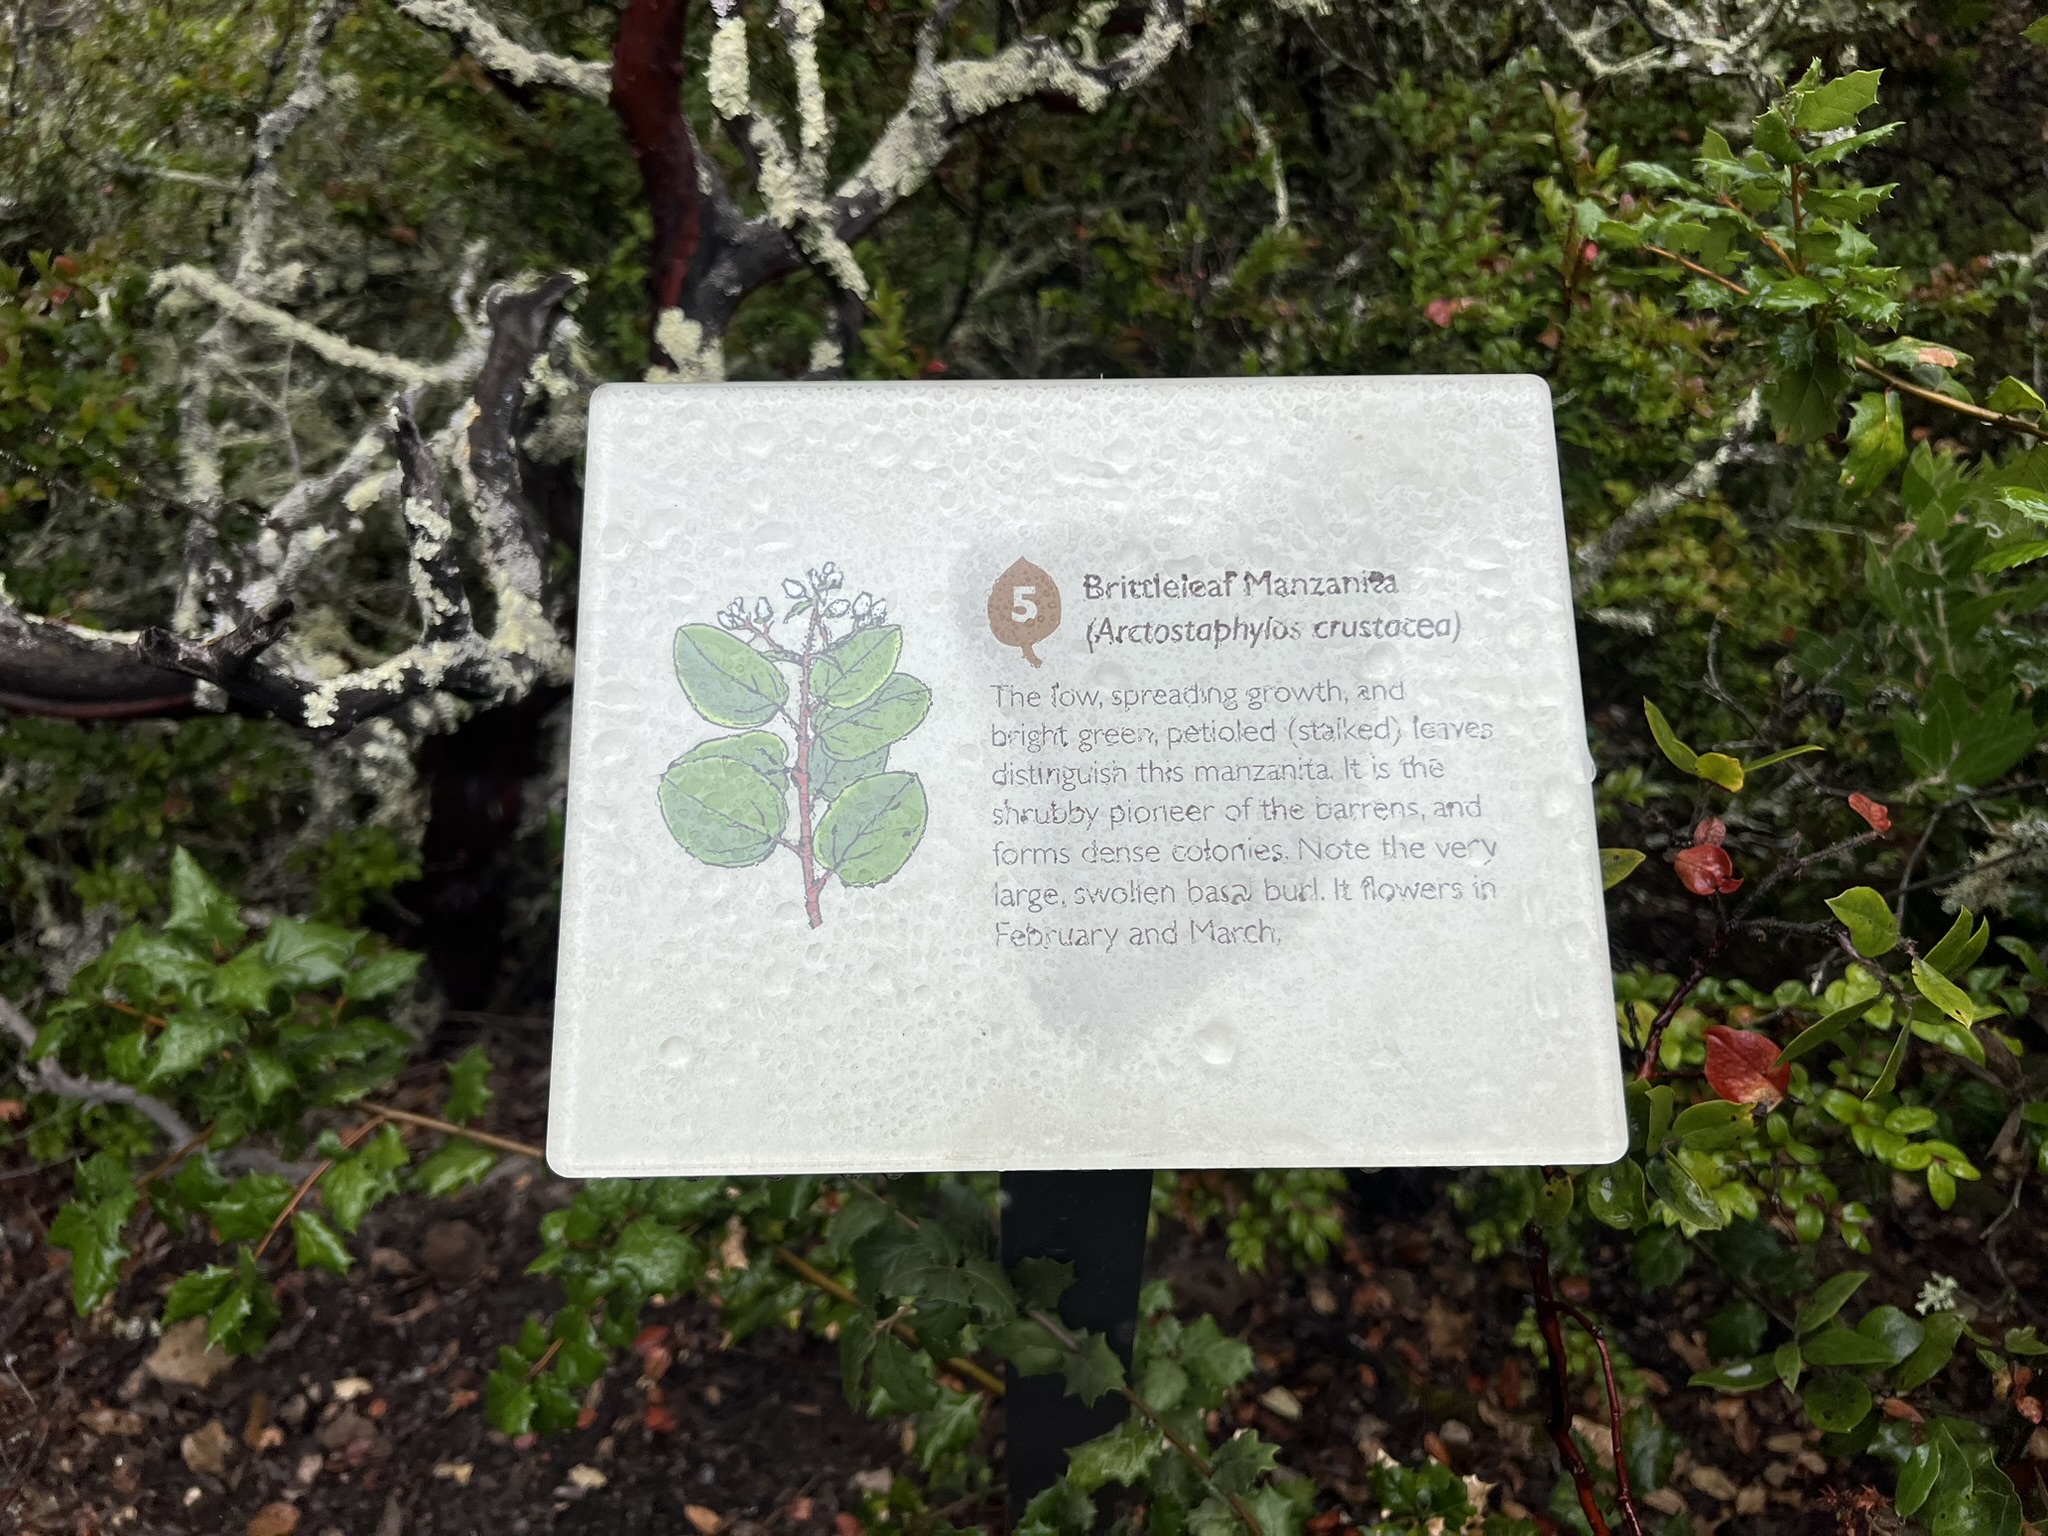 5
Brittleleaf Manzanita
(Arctostaphylos crustacea)
The low, spreading growth, and
bright green, petioled (stalked) leaves
distinguish this manzanita. It is the
shrubby pioneer of the barrens, and
forms dense colonies. Note the very
large, swollen basal burl. It flowers in
February and March.